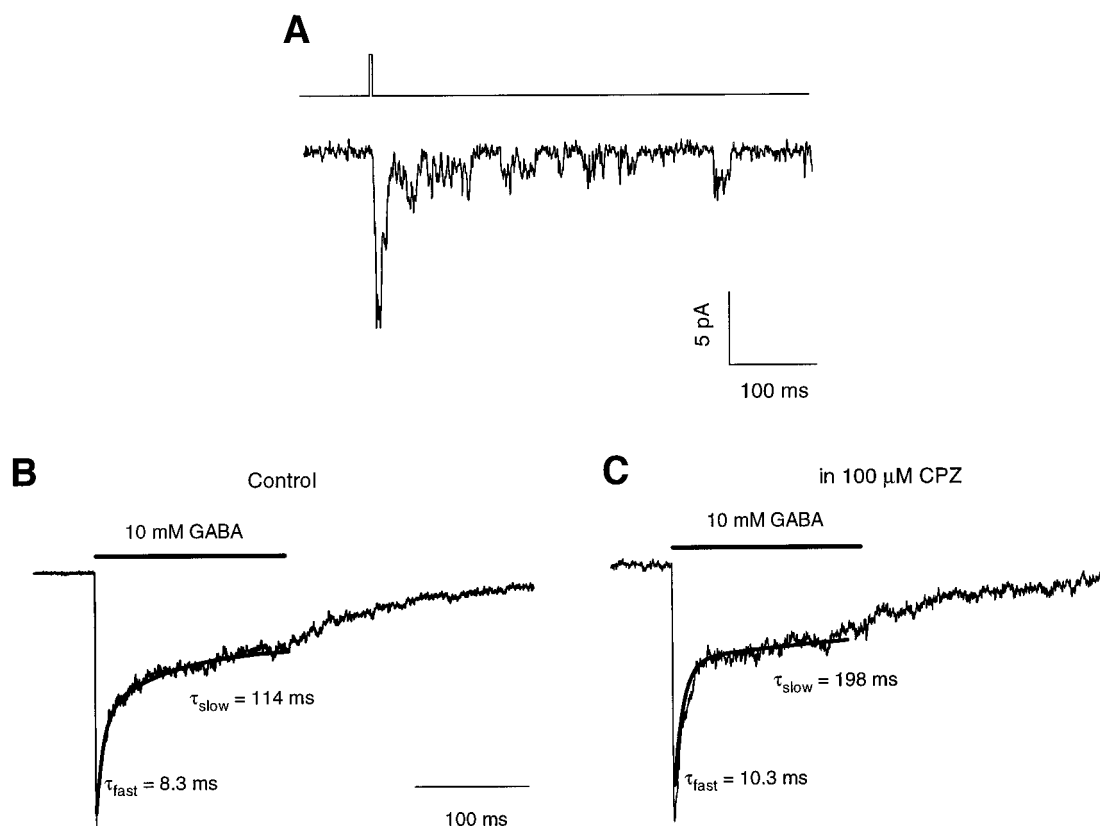 A
5 pA
100 ms
B
Control
10 mM GABA
τslow = 114 ms
τfast = 8.3 ms
100 ms
C
in 100 μM CPZ
10 mM GABA
τslow = 198 ms
τfast = 10.3 ms